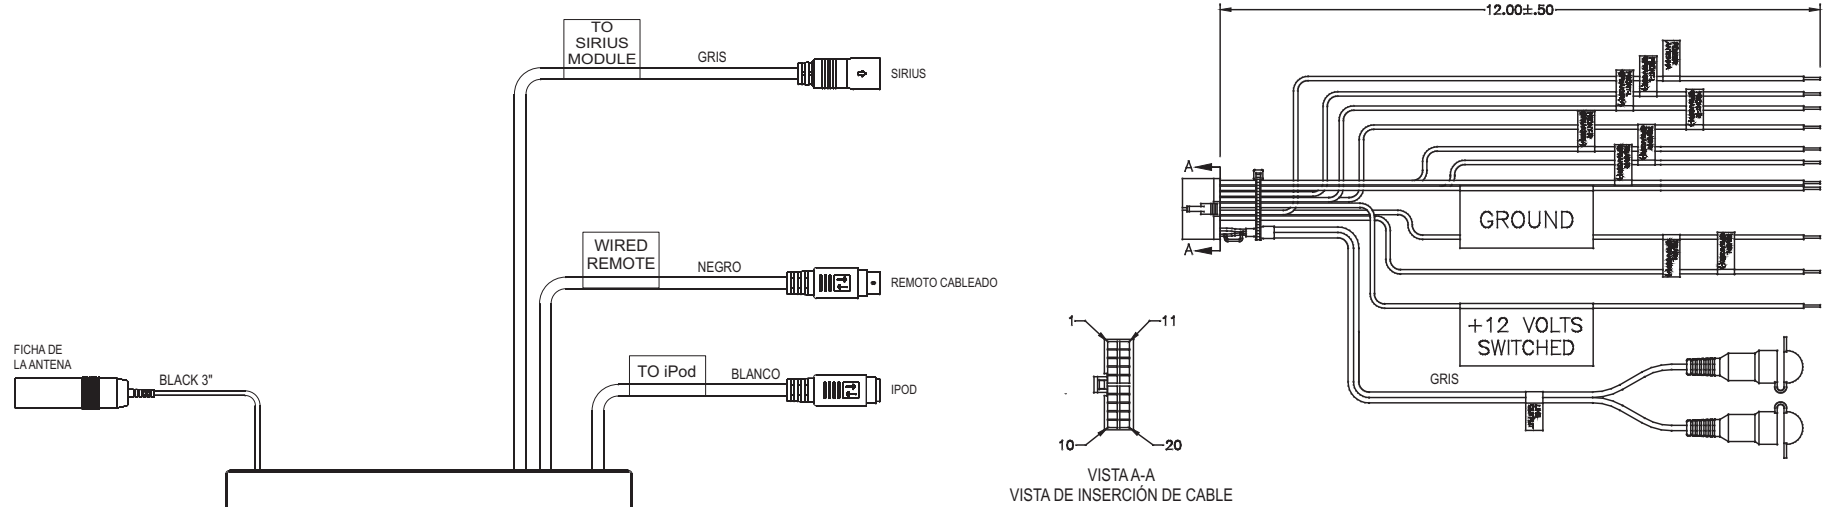 TO
SIRIUS
MODULE
GRIS
SIRIUS
WIRED
REMOTE
NEGRO
REMOTO CABLEADO
FICHA DE
LA ANTENA
BLACK 3"
TO iPod
BLANCO
IPOD
12.00±.50
A
A
GROUND
+12 VOLTS
SWITCHED
GRIS
1
11
10
20
VISTA A-A
VISTA DE INSERCIÓN DE CABLE